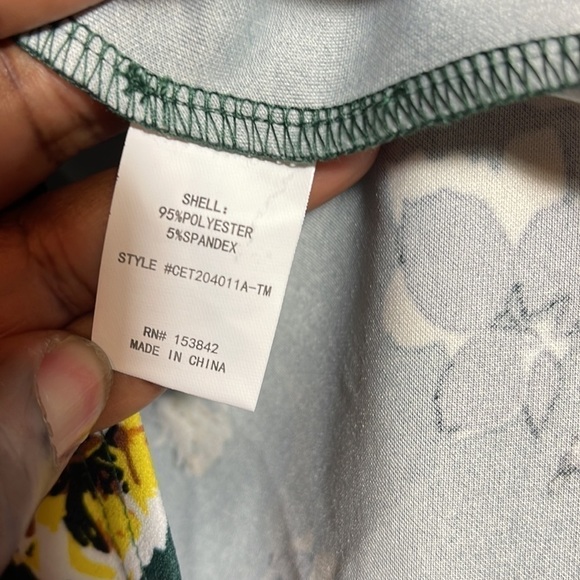 SHELL:
95%POLYESTER
5%SPANDEX
STYLE #CET204011A-TM
RN# 153842
MADE IN CHINA